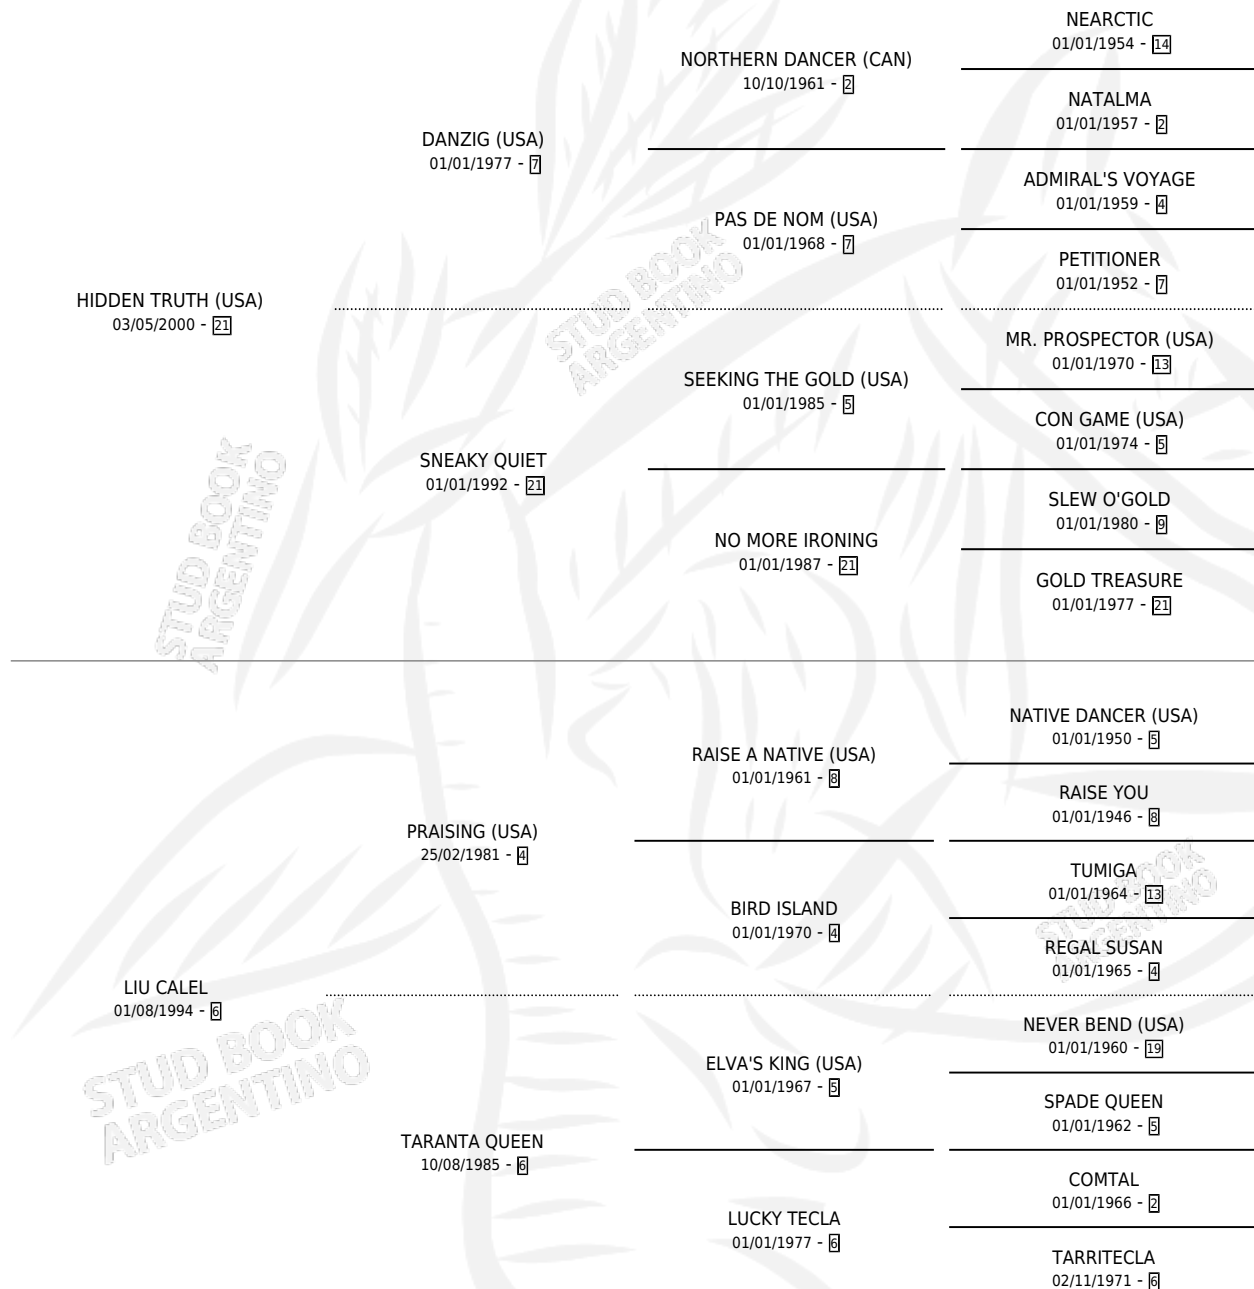 NEARCTIC
01/01/1954 - 14
NORTHERN DANCER (CAN)
10/10/1961 - 2
NATALMA
01/01/1957 - 2
DANZIG (USA)
01/01/1977 - 7
ADMIRAL'S VOYAGE
01/01/1959 - 4
PAS DE NOM (USA)
01/01/1968 - 7
PETITIONER
01/01/1952 - 7
HIDDEN TRUTH (USA)
03/05/2000 - 21
MR. PROSPECTOR (USA)
01/01/1970 - 13
SEEKING THE GOLD (USA)
01/01/1985 - 5
CON GAME (USA)
01/01/1974 - 5
SNEAKY QUIET
01/01/1992 - 21
SLEW O'GOLD
01/01/1980 - 9
NO MORE IRONING
01/01/1987 - 21
GOLD TREASURE
01/01/1977 - 21
NATIVE DANCER (USA)
01/01/1950 - 5
RAISE A NATIVE (USA)
01/01/1961 - 8
RAISE YOU
01/01/1946 - 8
PRAISING (USA)
25/02/1981 - 4
TUMIGA
01/01/1964 - 13
BIRD ISLAND
01/01/1970 - 4
REGAL SUSAN
01/01/1965 - 4
LIU CALEL
01/08/1994 - 6
NEVER BEND (USA)
01/01/1960 - 19
ELVA'S KING (USA)
01/01/1967 - 5
SPADE QUEEN
01/01/1962 - 5
TARANTA QUEEN
10/08/1985 - 6
COMTAL
01/01/1966 - 2
LUCKY TECLA
01/01/1977 - 6
TARRITECLA
02/11/1971 - 6
STUD BOOK
ARGENTINO
STUD BOOK
ARGENTINO
STUD BOOK
ARGENTINO
STUD BOOK
ARGENTINO